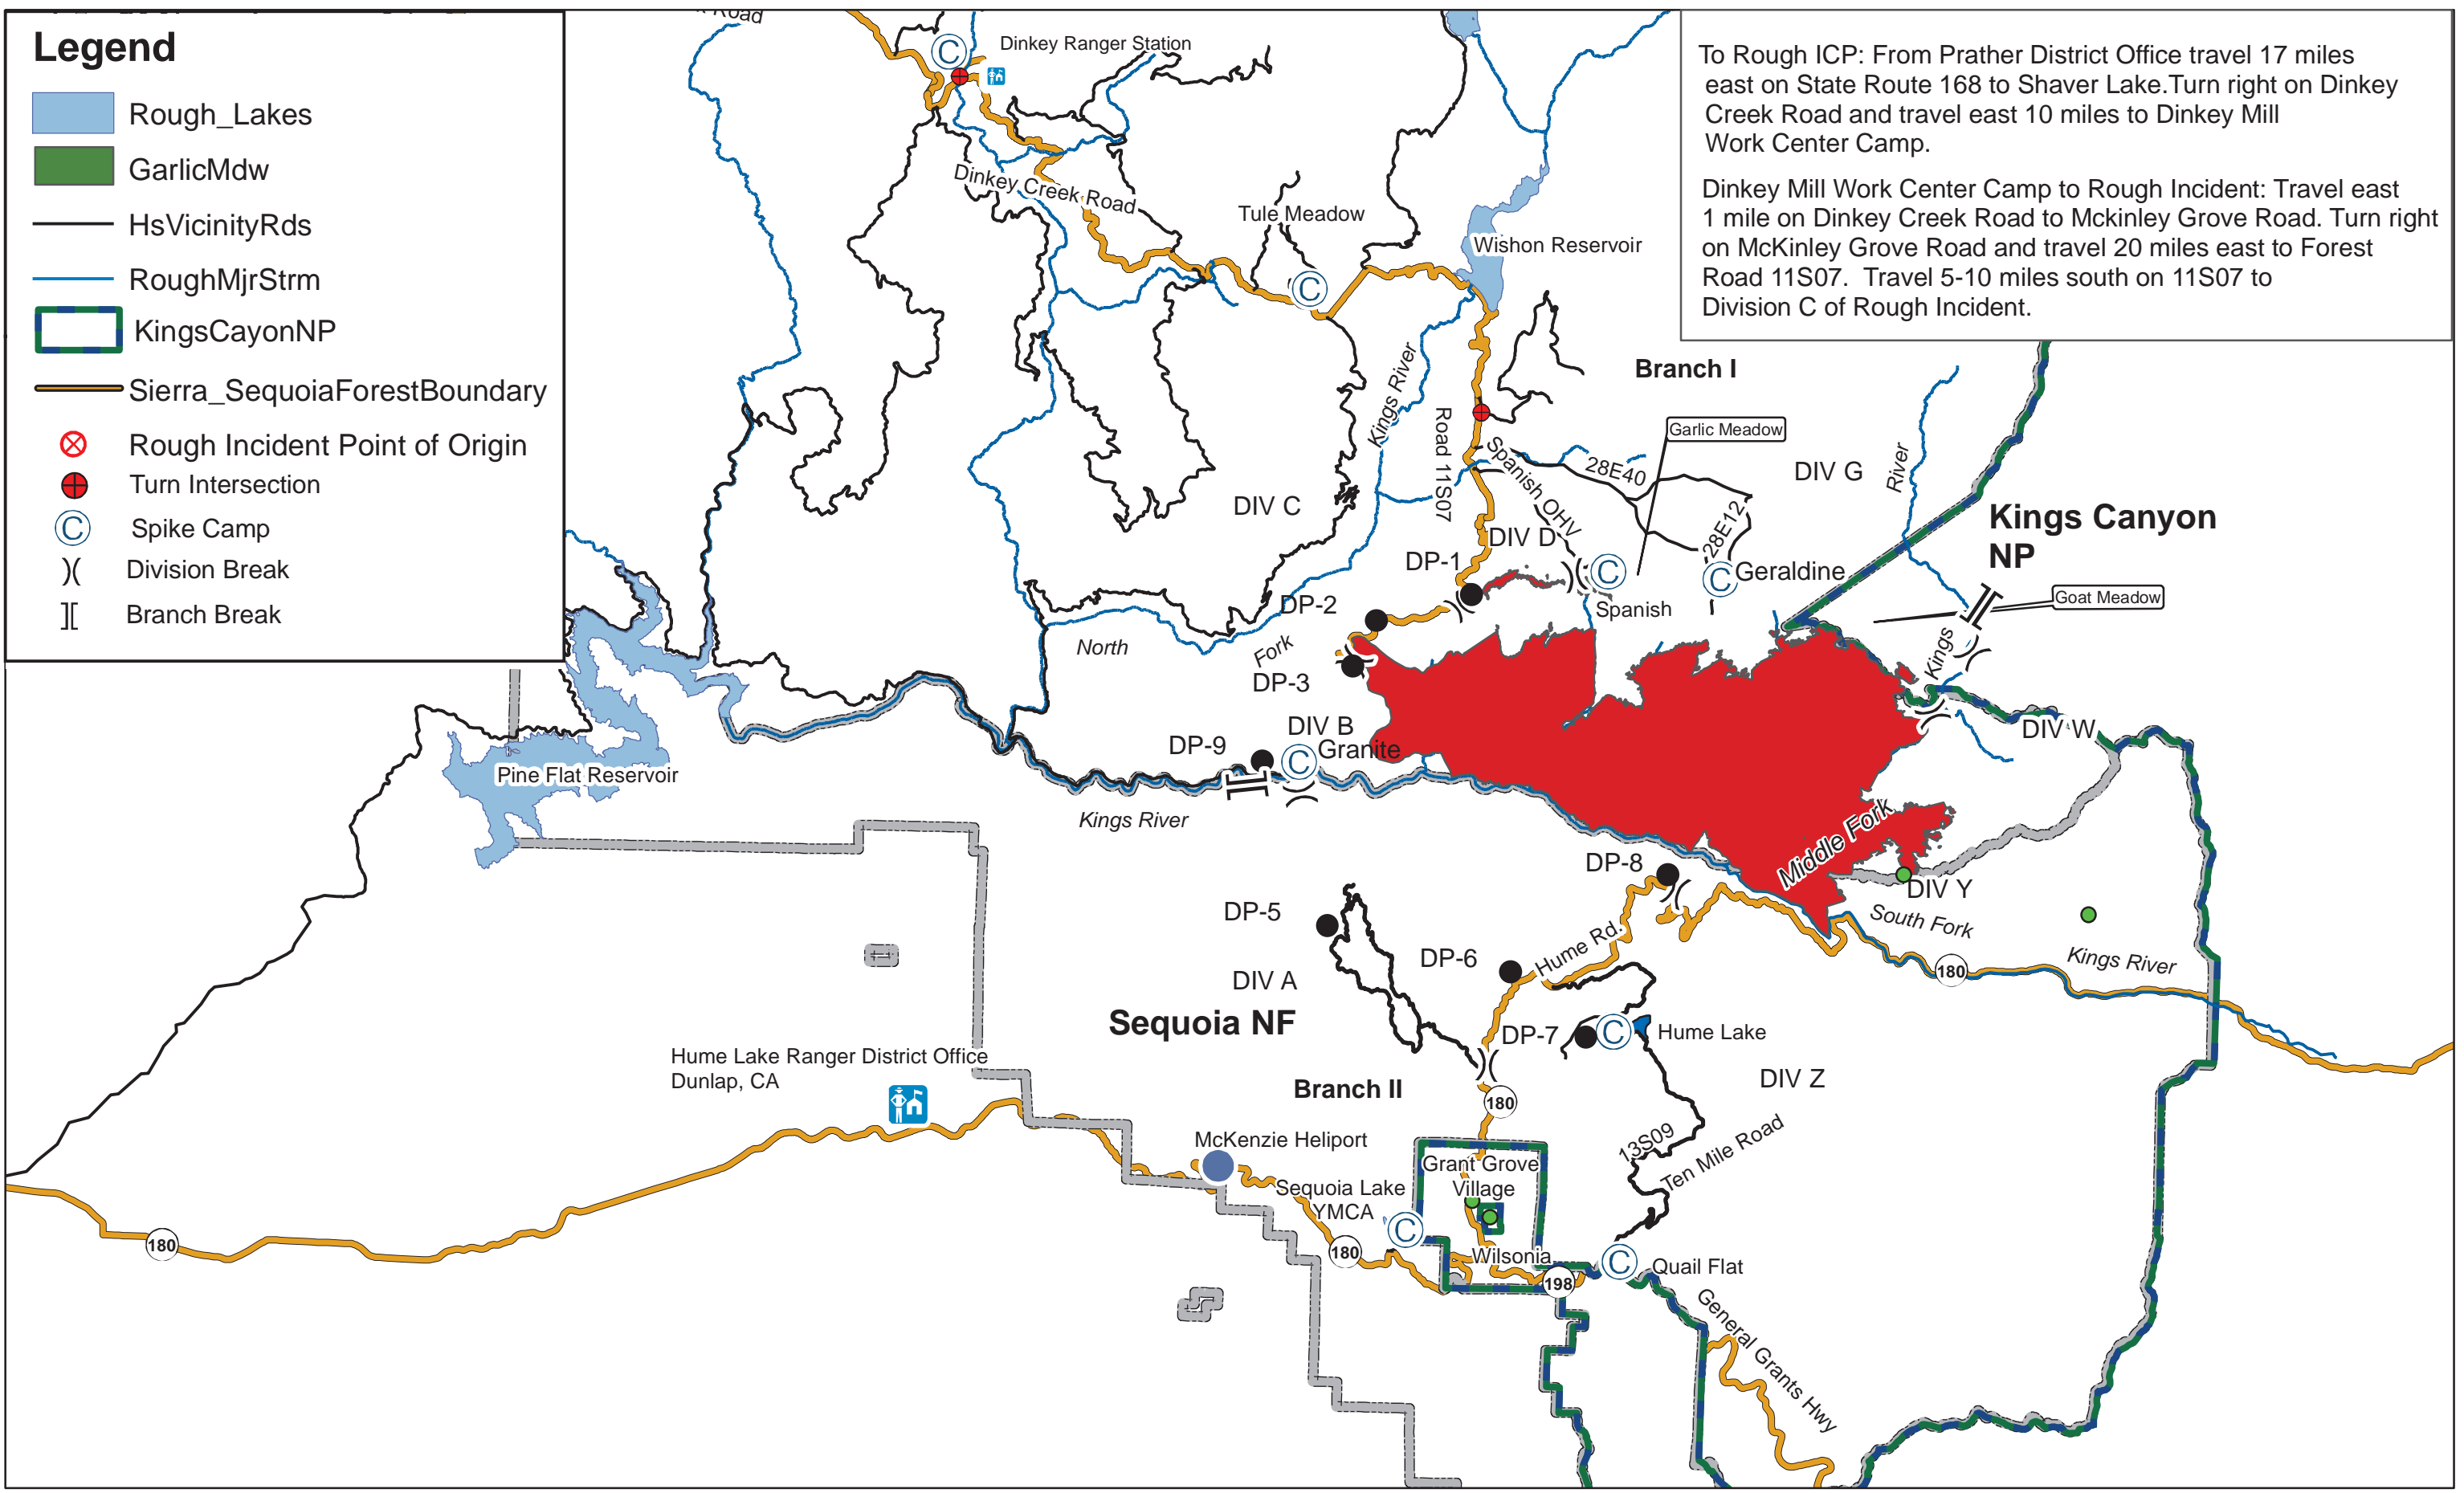 Legend
Rough_Lakes
GarlicMdw
HsVicinityRds
RoughMjrStrm
KingsCayonNP
Sierra_SequoiaForestBoundary
Rough Incident Point of Origin
Turn Intersection
C
Spike Camp
Division Break
Branch Break
Road
C
Dinkey Ranger Station
To Rough ICP: From Prather District Office travel 17 miles
east on State Route 168 to Shaver Lake.Turn right on Dinkey
Creek Road and travel east 10 miles to Dinkey Mill
Work Center Camp.
Dinkey Mill Work Center Camp to Rough Incident: Travel east
1 mile on Dinkey Creek Road to Mckinley Grove Road. Turn right
on McKinley Grove Road and travel 20 miles east to Forest
Road 11S07.  Travel 5-10 miles south on 11S07 to
Division C of Rough Incident.
Dinkey Creek Road
Tule Meadow
C
Wishon Reservoir
Branch I
Kings River
Road 11S07
Garlic Meadow
Spanish OHV
28E40
DIV G
River
DIV C
28E12
Kings Canyon
NP
DIV D
DP-1
C
C
Geraldine
Goat Meadow
DP-2
Spanish
North
Fork
Kings
DP-3
DIV B
DIV W
DP-9
C
Granite
Pine Flat Reservoir
Kings River
Middle Fork
DP-8
DIV Y
DP-5
South Fork
Hume Rd.
DP-6
180
Kings River
DIV A
Sequoia NF
DP-7
C
Hume Lake
Hume Lake Ranger District Office
Dunlap, CA
DIV Z
Branch II
180
McKenzie Heliport
13S09
Ten Mile Road
Grant Grove
Village
Sequoia Lake
YMCA
C
180
180
Wilsonia
198
C
Quail Flat
General Grants Hwy